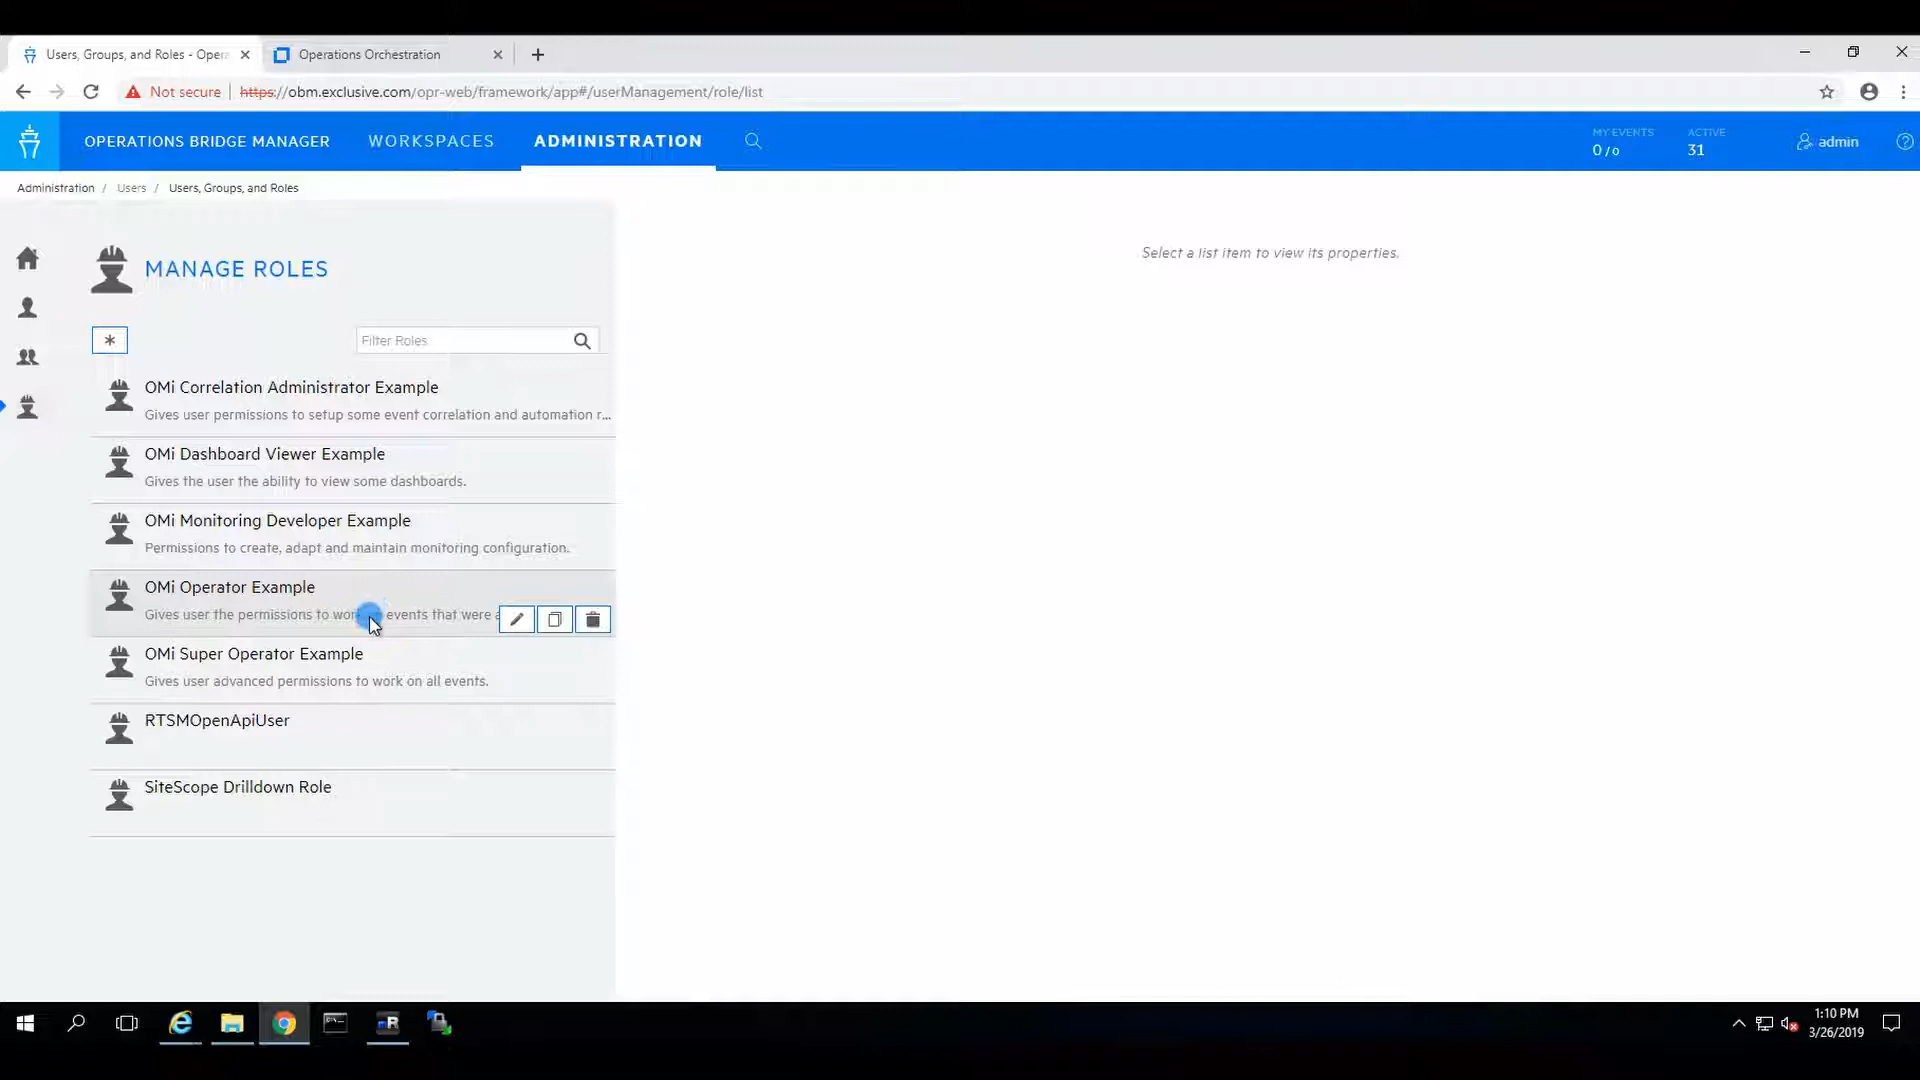 Users, Groups, and Roles - Oper
Operations Orchestration
Not secure
https://obm.exclusive.com/opr-web/framework/app#/userManagement/role/list
OPERATIONS BRIDGE MANAGER
WORKSPACES
ADMINISTRATION
MY EVENTS
0 / 0
ACTIVE
31
admin
Administration / Users / Users, Groups, and Roles
MANAGE ROLES
Select a list item to view its properties.
Filter Roles
OMi Correlation Administrator Example
Gives user permissions to setup some event correlation and automation r...
OMi Dashboard Viewer Example
Gives the user the ability to view some dashboards.
OMi Monitoring Developer Example
Permissions to create, adapt and maintain monitoring configuration.
OMi Operator Example
Gives user the permissions to events that were
OMi Super Operator Example
Gives user advanced permissions to work on all events.
RTSMOpenApiUser
SiteScope Drilldown Role
1:10 PM
3/26/2019